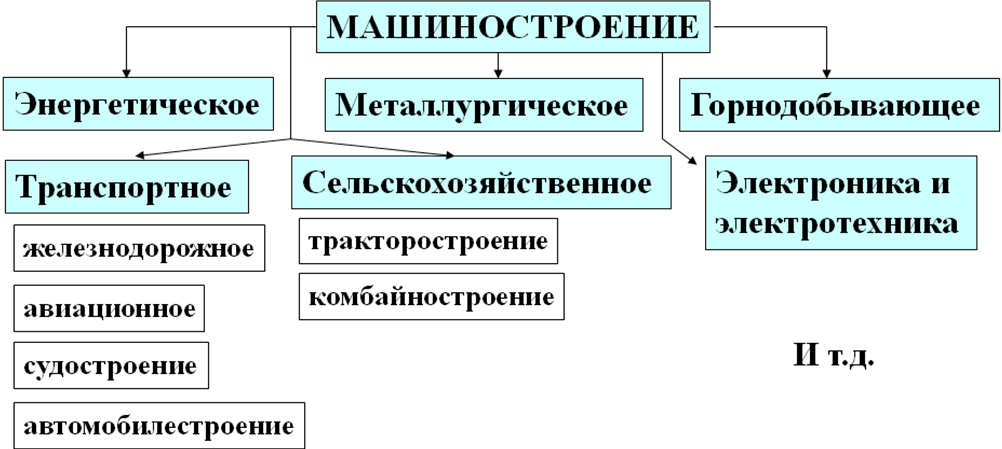 МАШИНОСТРОЕНИЕ
Энергетическое
Металлургическое
Горнодобывающее
Транспортное
Сельскохозяйственное
Электроника и
электротехника
железнодорожное
авиационное
судостроение
автомобилестроение
тракторостроение
комбайностроение
И т.д.